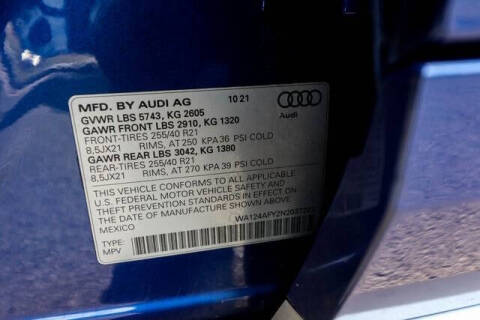 MFD. BY AUDI AG 10 21
GVWR LBS 5743, KG 2605
GAWR FRONT LBS 2910, KG 1320
FRONT-TIRES 255/40 R21
8,5JX21 RIMS, AT 250 KPA 36 PSI COLD
GAWR REAR LBS 3042, KG 1380
REAR-TIRES 255/40 R21
8,5JX21 RIMS, AT 270 KPA 39 PSI COLD
Audi
THIS VEHICLE CONFORMS TO ALL APPLICABLE
U.S. FEDERAL MOTOR VEHICLE SAFETY AND
THEFT PREVENTION STANDARDS IN EFFECT ON
THE DATE OF MANUFACTURE SHOWN ABOVE
MEXICO
TYPE:
MPV